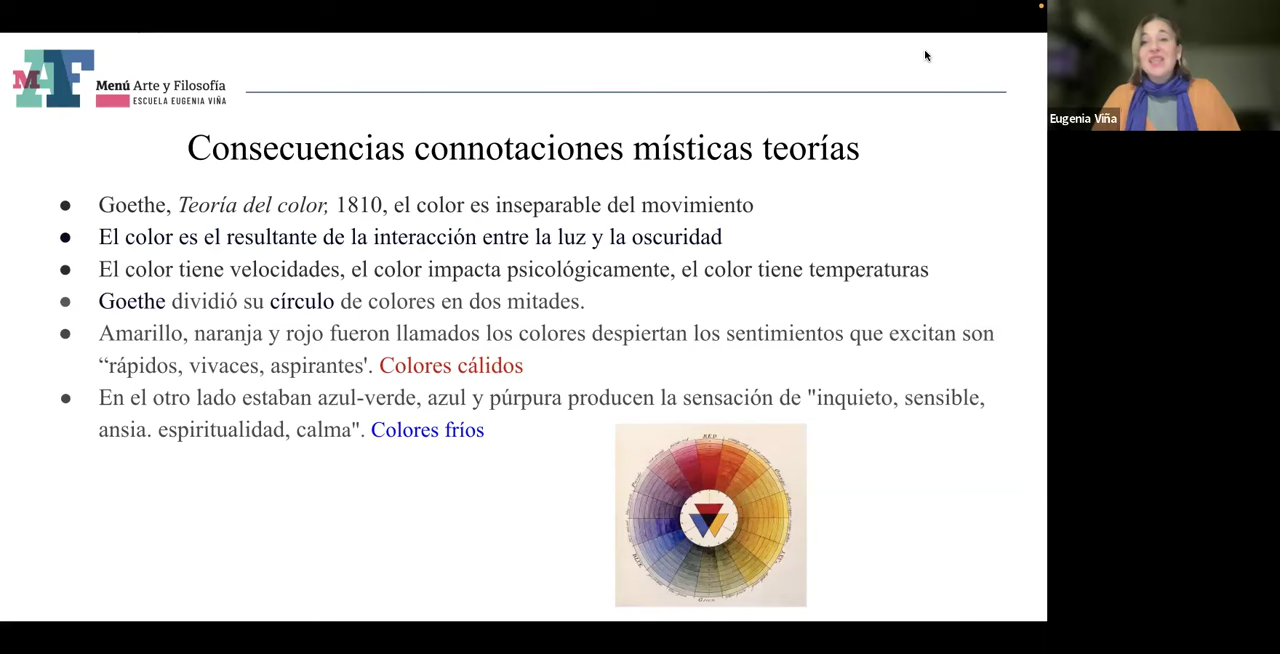 MAF
Menú Arte y Filosofía
ESCUELA EUGENIA VIÑA
Eugenia Viña
Consecuencias connotaciones místicas teorías
● Goethe, Teoría del color, 1810, el color es inseparable del movimiento
● El color es el resultante de la interacción entre la luz y la oscuridad
● El color tiene velocidades, el color impacta psicológicamente, el color tiene temperaturas
● Goethe dividió su círculo de colores en dos mitades.
● Amarillo, naranja y rojo fueron llamados los colores despiertan los sentimientos que excitan son
“rápidos, vivaces, aspirantes'. Colores cálidos
● En el otro lado estaban azul-verde, azul y púrpura producen la sensación de "inquieto, sensible,
ansia. espiritualidad, calma". Colores fríos
RED